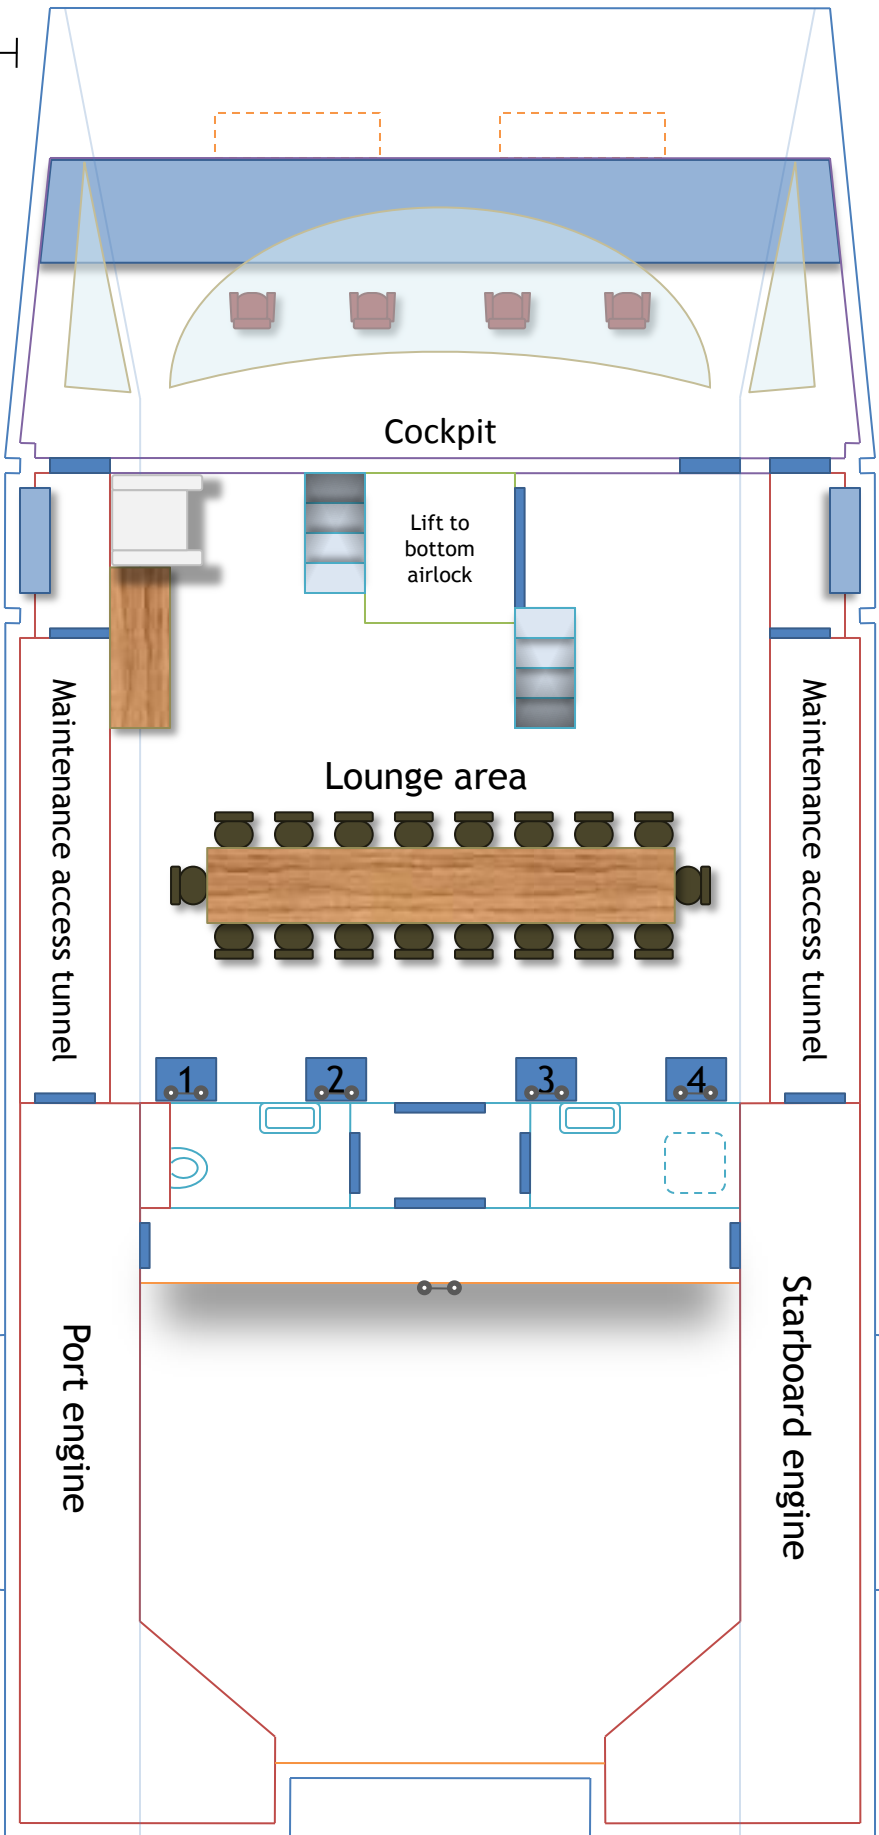 Cockpit
Lift to
bottom
airlock
Maintenance access tunnel
Maintenance access tunnel
Lounge area
1
2
3
4
Port engine
Starboard engine